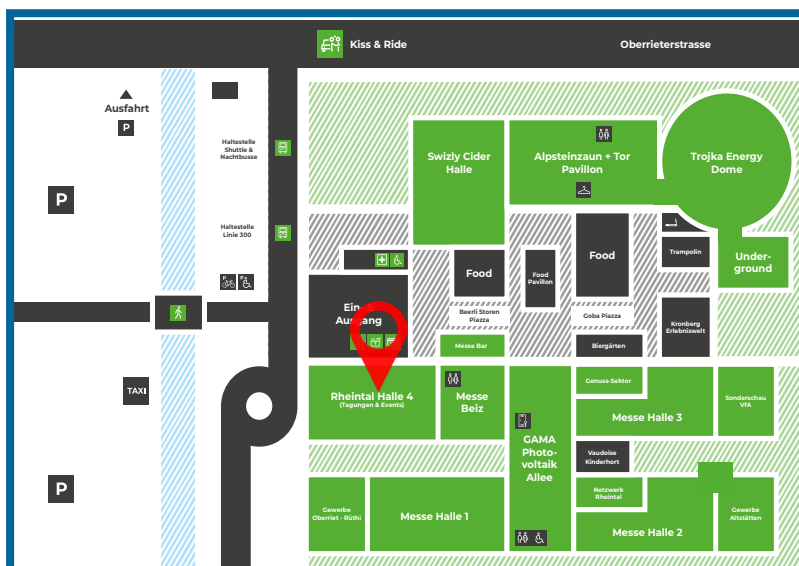 Kiss & Ride
Oberrieterstrasse
Ausfahrt
P
Haltestelle
Shuttle &
Nachtbusse
Swizly Cider
Halle
Alpsteinzaun + Tor
Pavillon
Trojka Energy
Dome
P
Haltestelle
Linie 300
P
P
Food
Food
Pavillon
Food
Trampolin
Under-
ground
Ein- &
Ausgang
Beerli Storen
Piazza
Goba Piazza
Kronberg
Erlebniswelt
Messe Bar
Biergärten
TAXI
Rheintal Halle 4
(Tagungen & Events)
Messe
Beiz
Genuss-Sektor
Messe Halle 3
Sonderschau
VfA
GAMA
Photo-
voltaik
Allee
Vaudoise
Kinderhort
P
Gewerbe
Oberriet - Rüthi
Messe Halle 1
Netzwerk
Rheintal
Messe Halle 2
Gewerbe
Altstätten